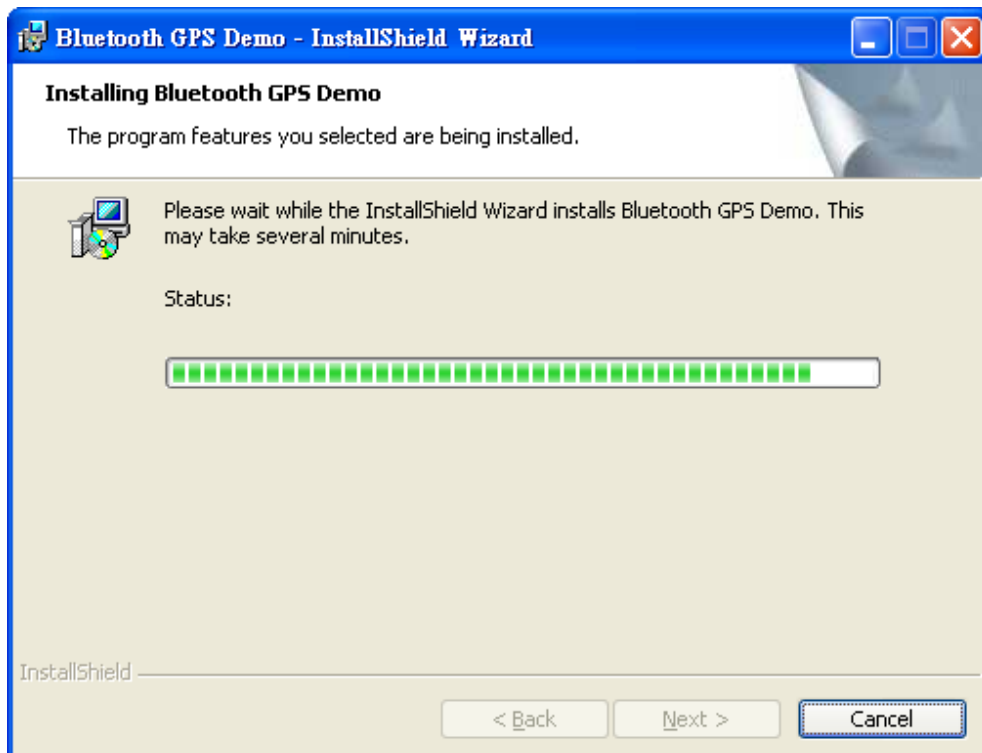 Bluetooth GPS Demo - InstallShield Wizard
Installing Bluetooth GPS Demo
The program features you selected are being installed.
Please wait while the InstallShield Wizard installs Bluetooth GPS Demo. This
may take several minutes.
Status:
InstallShield
< Back
Next >
Cancel